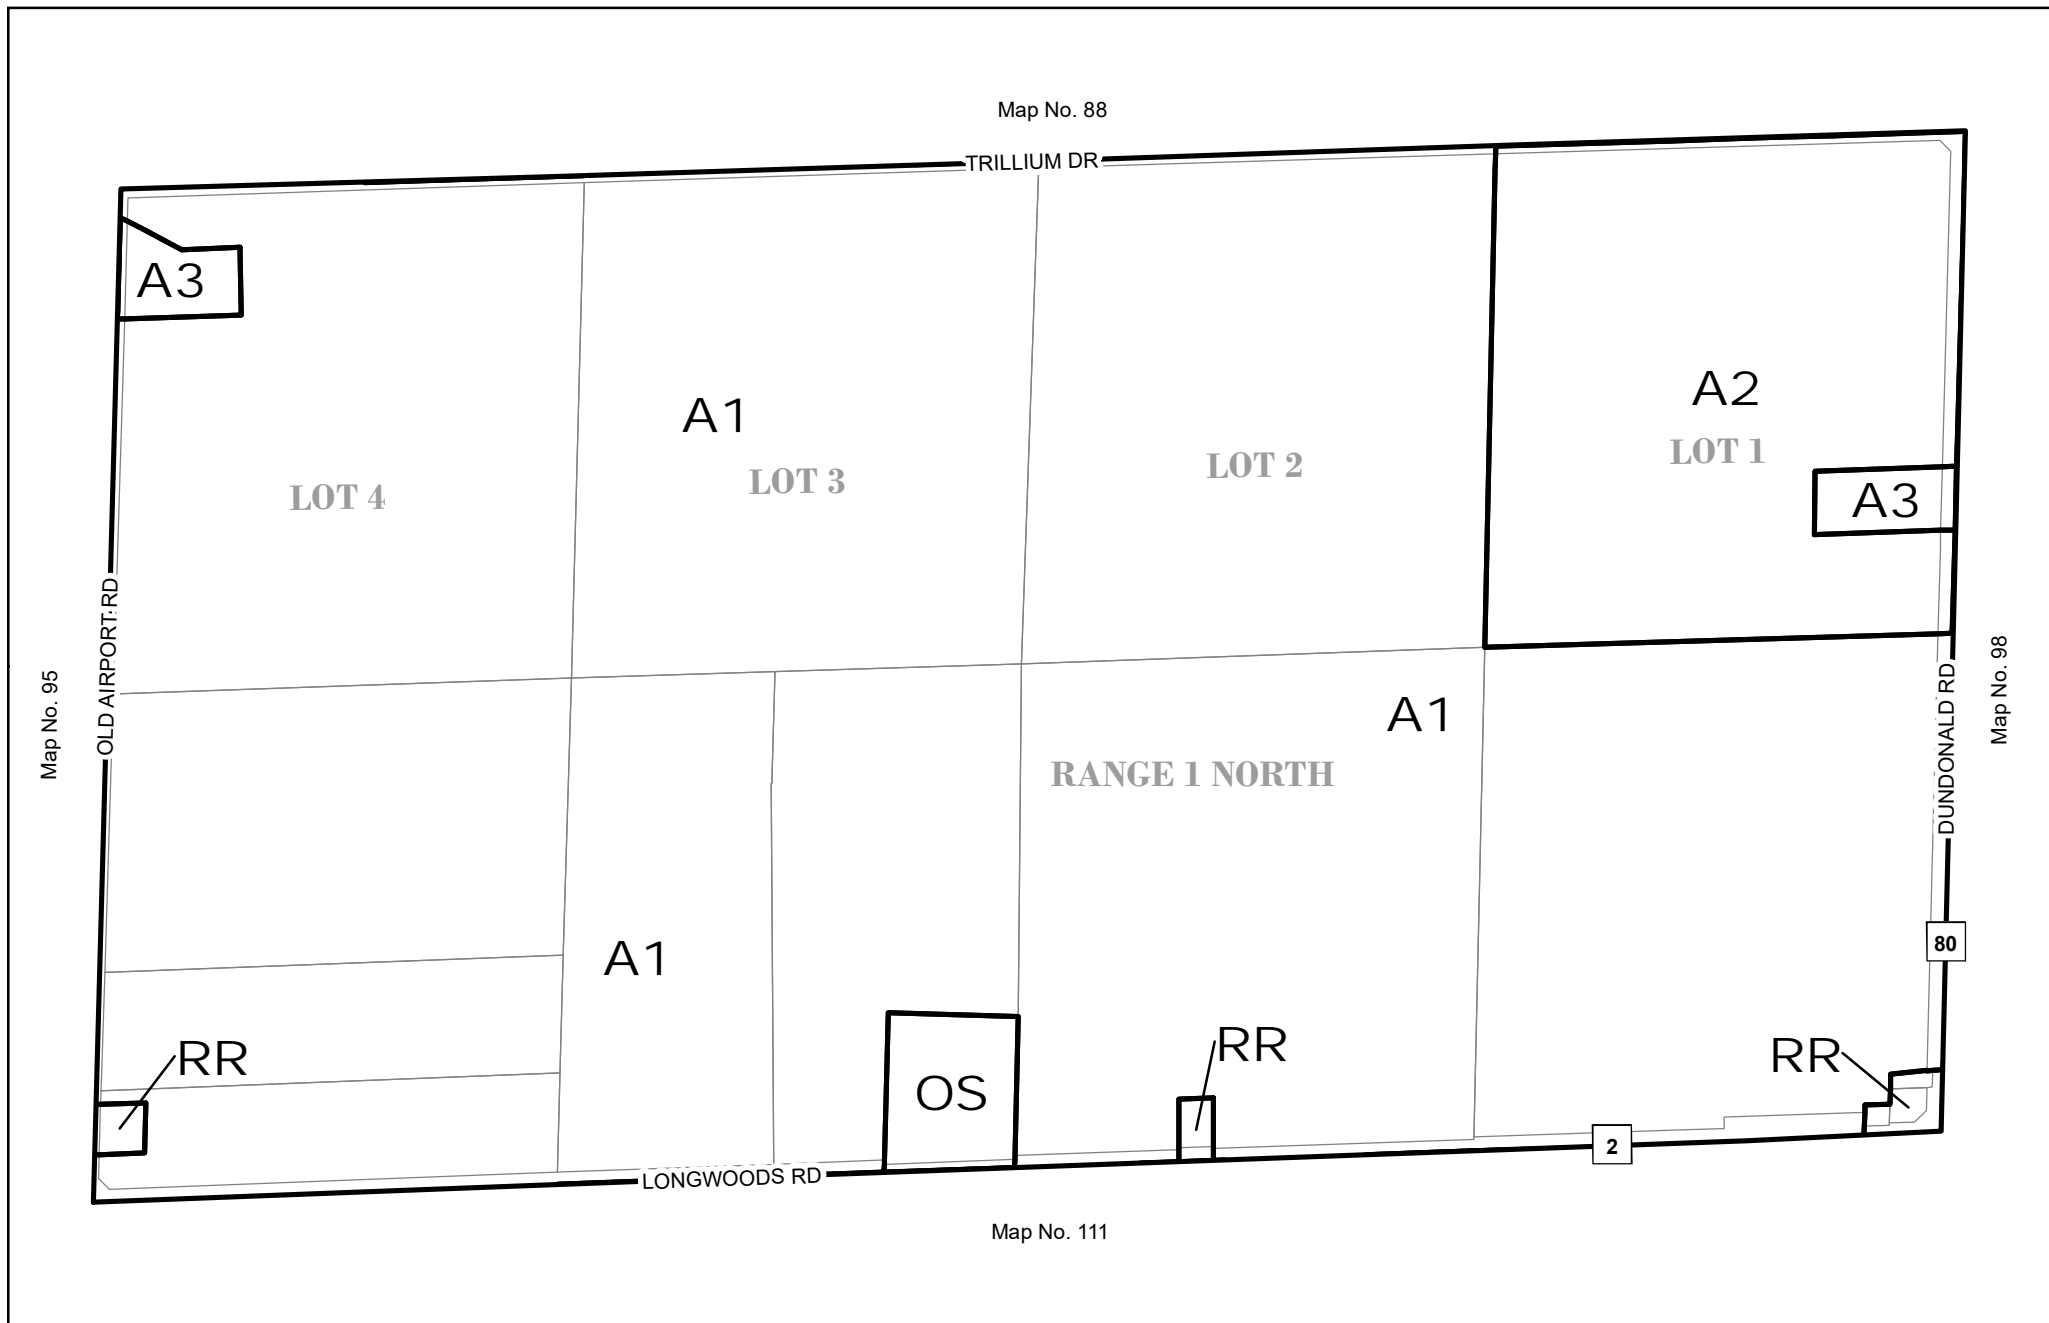 Map No. 88
TRILLIUM DR
A3
A1
A2
LOT 4
LOT 3
LOT 2
LOT 1
A3
OLD AIRPORT RD
Map No. 95
DUNDONALD RD
Map No. 98
A1
RANGE 1 NORTH
A1
80
RR
RR
RR
OS
2
LONGWOODS RD
Map No. 111